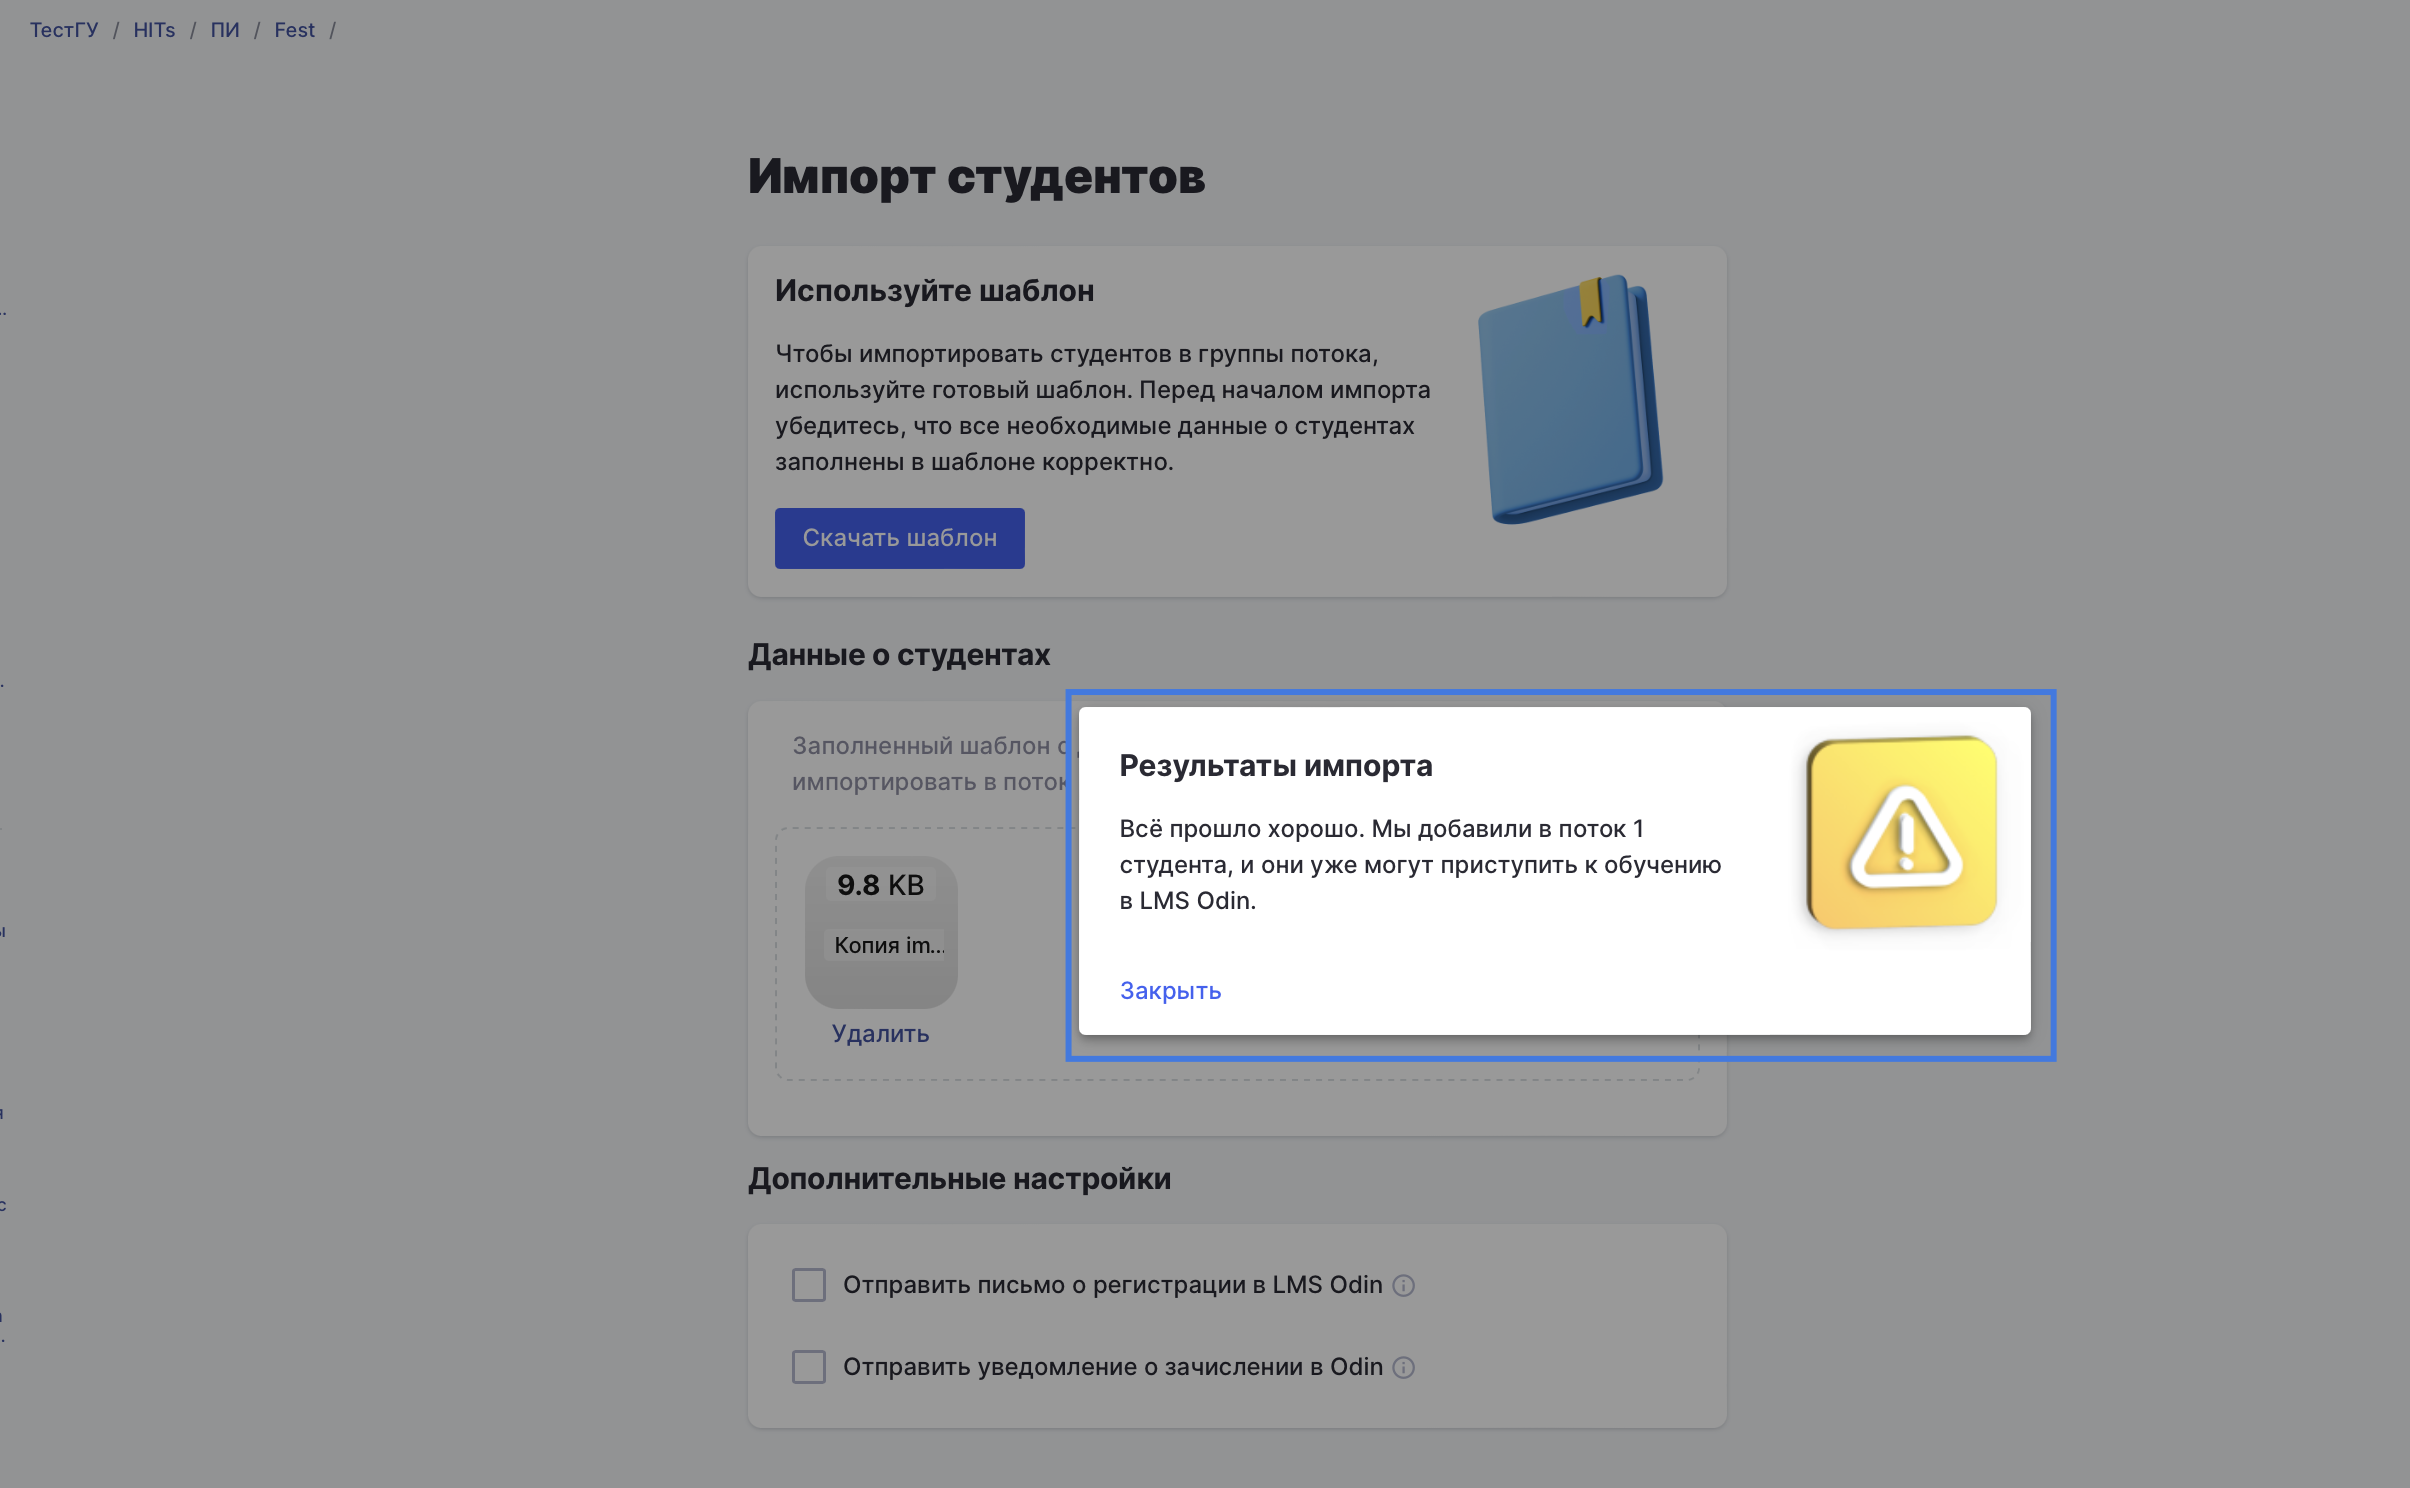 ТестГУ / HITs / ПИ / Fest /
Импорт студентов
Используйте шаблон
Чтобы импортировать студентов в группы потока,
используйте готовый шаблон. Перед началом импорта
убедитесь, что все необходимые данные о студентах
заполнены в шаблоне корректно.
Скачать шаблон
Данные о студентах
Заполненный шаблон с
импортировать в поток
9.8 KB
Копия im...
Удалить
Результаты импорта
Всё прошло хорошо. Мы добавили в поток 1
студента, и они уже могут приступить к обучению
в LMS Odin.
Закрыть
Дополнительные настройки
Отправить письмо о регистрации в LMS Odin
Отправить уведомление о зачислении в Odin